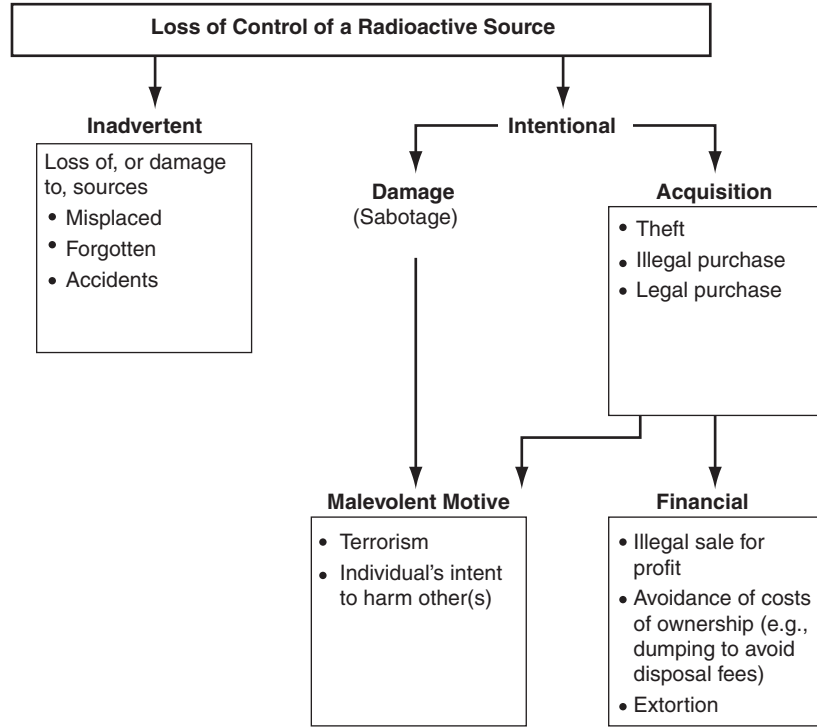 Loss of Control of a Radioactive Source
Inadvertent
Loss of, or damage
to, sources
• Misplaced
• Forgotten
• Accidents
Intentional
Damage
(Sabotage)
Acquisition
• Theft
• Illegal purchase
• Legal purchase
Malevolent Motive
• Terrorism
• Individual's intent
to harm other(s)
Financial
• Illegal sale for
profit
• Avoidance of costs
of ownership (e.g.,
dumping to avoid
disposal fees)
• Extortion